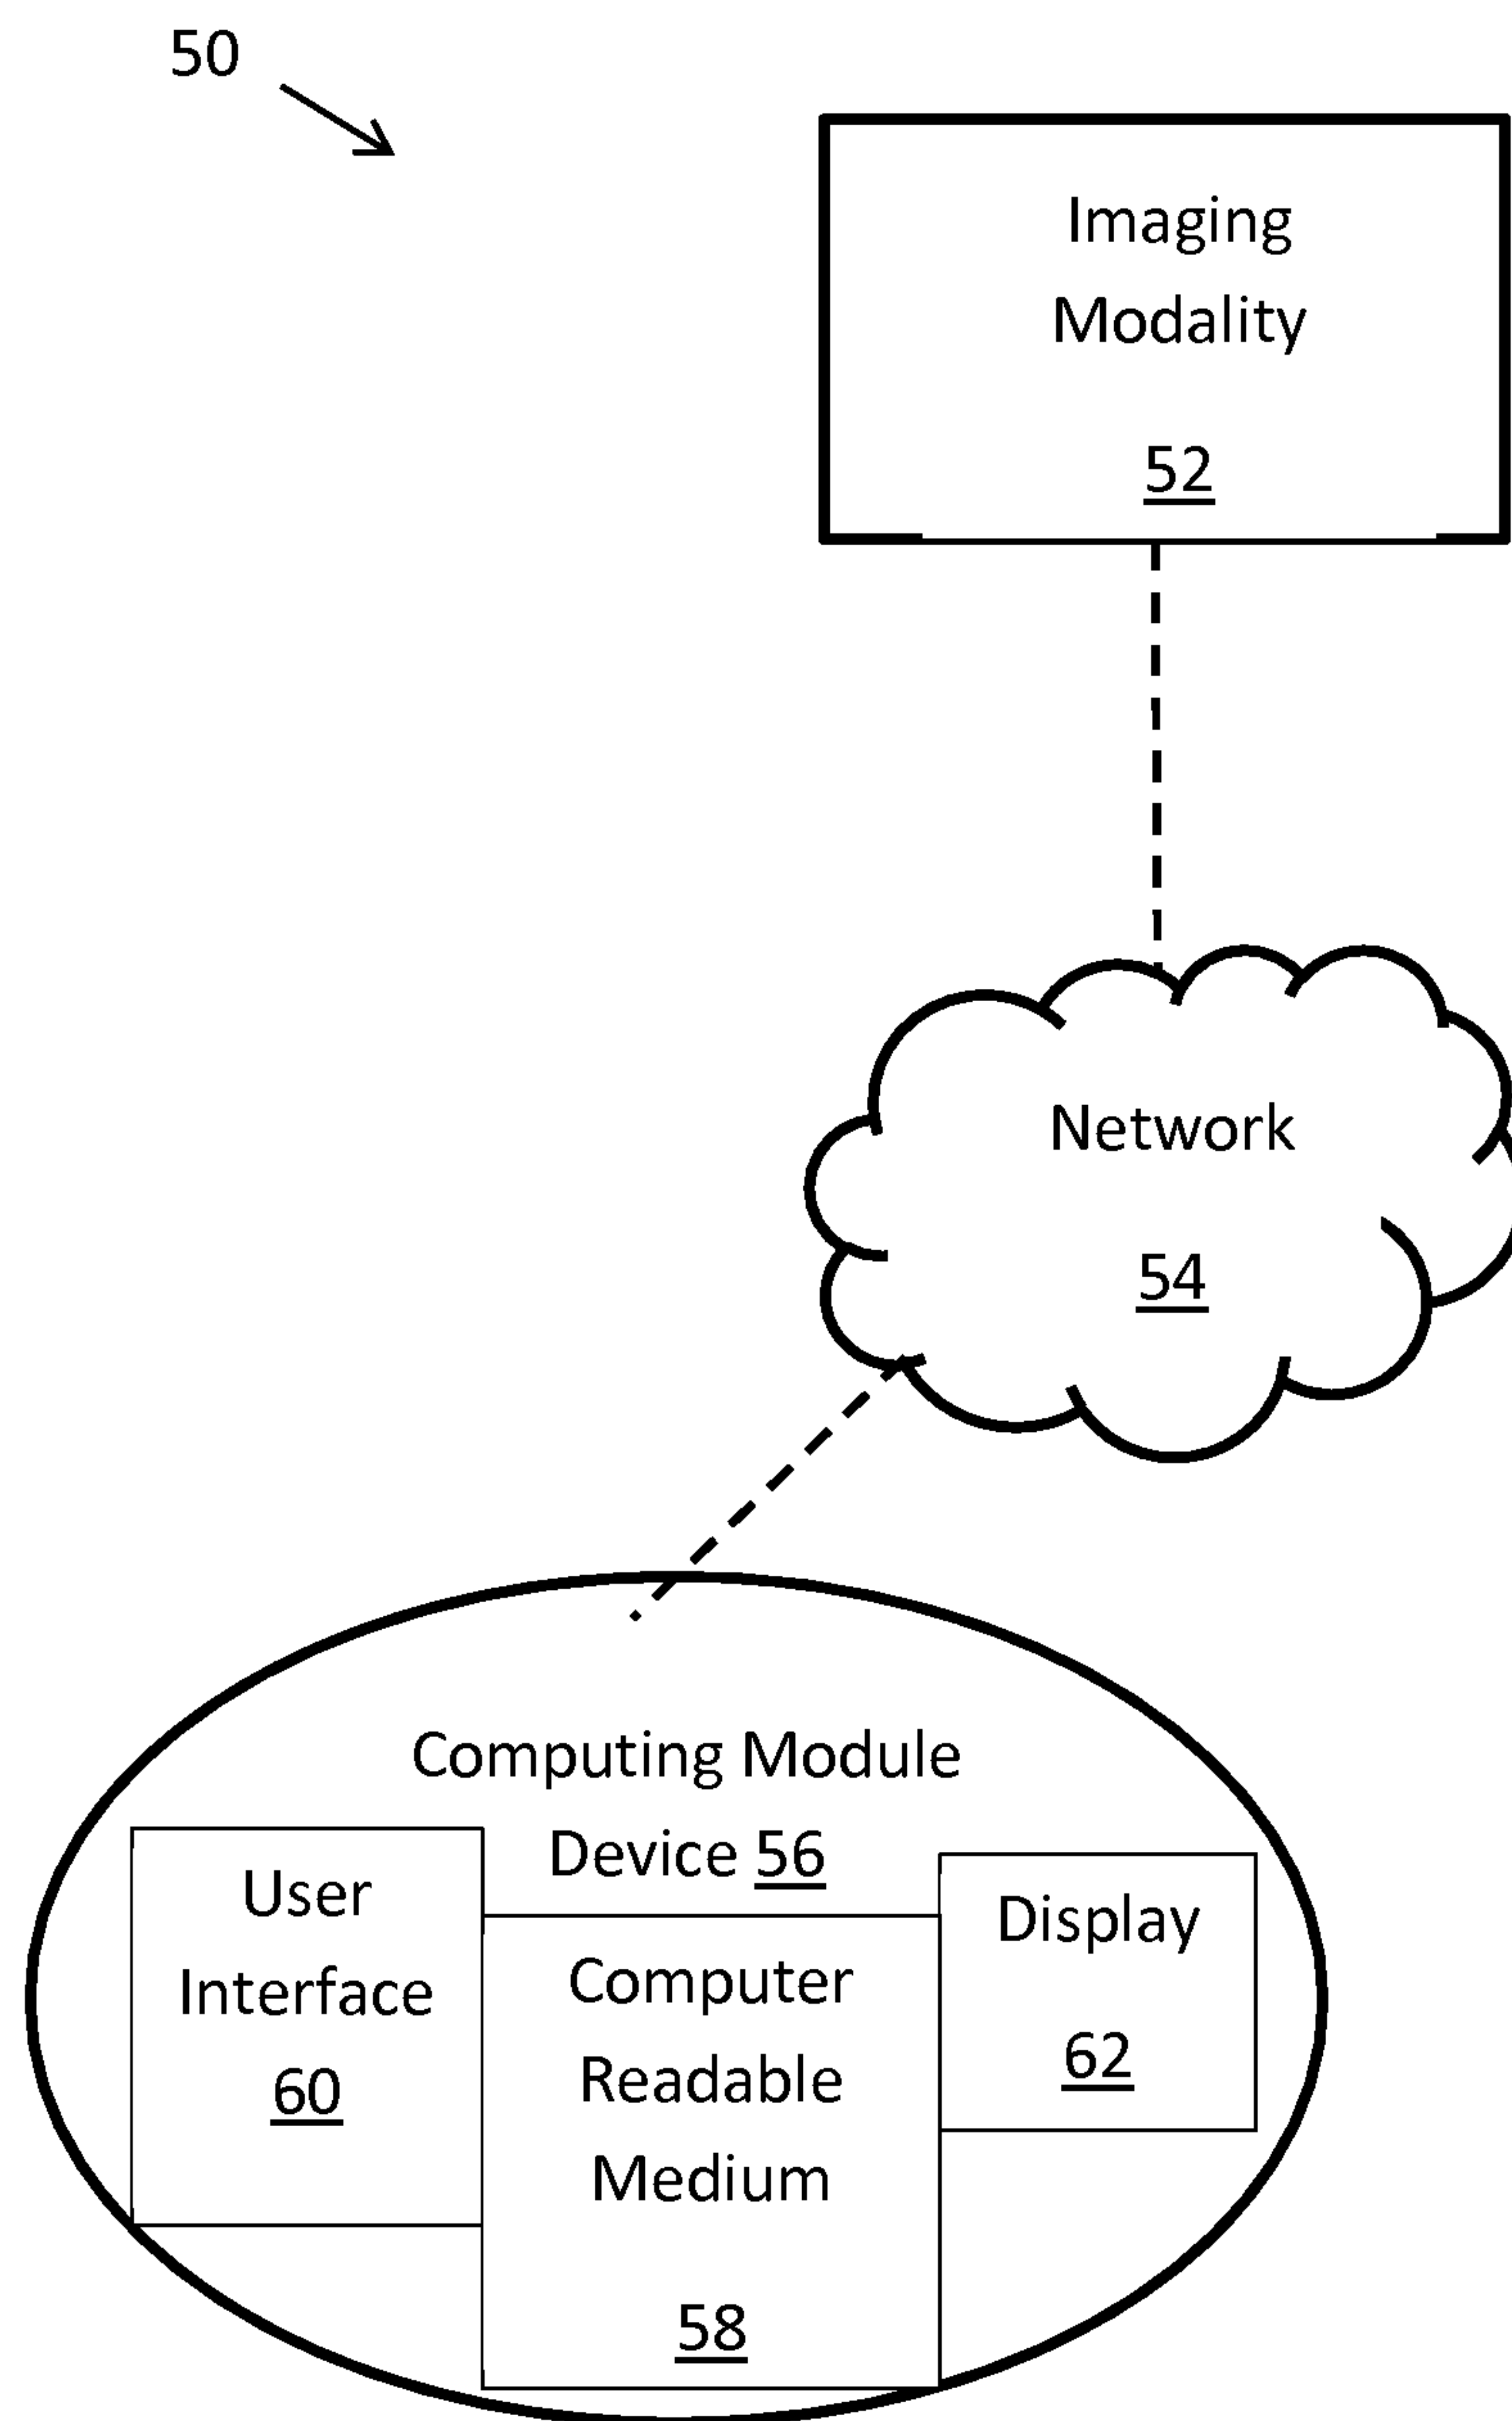 50
Imaging
Modality
52
Network
54
Computing Module
Device 56
User
Interface
60
Computer
Readable
Medium
58
Display
62